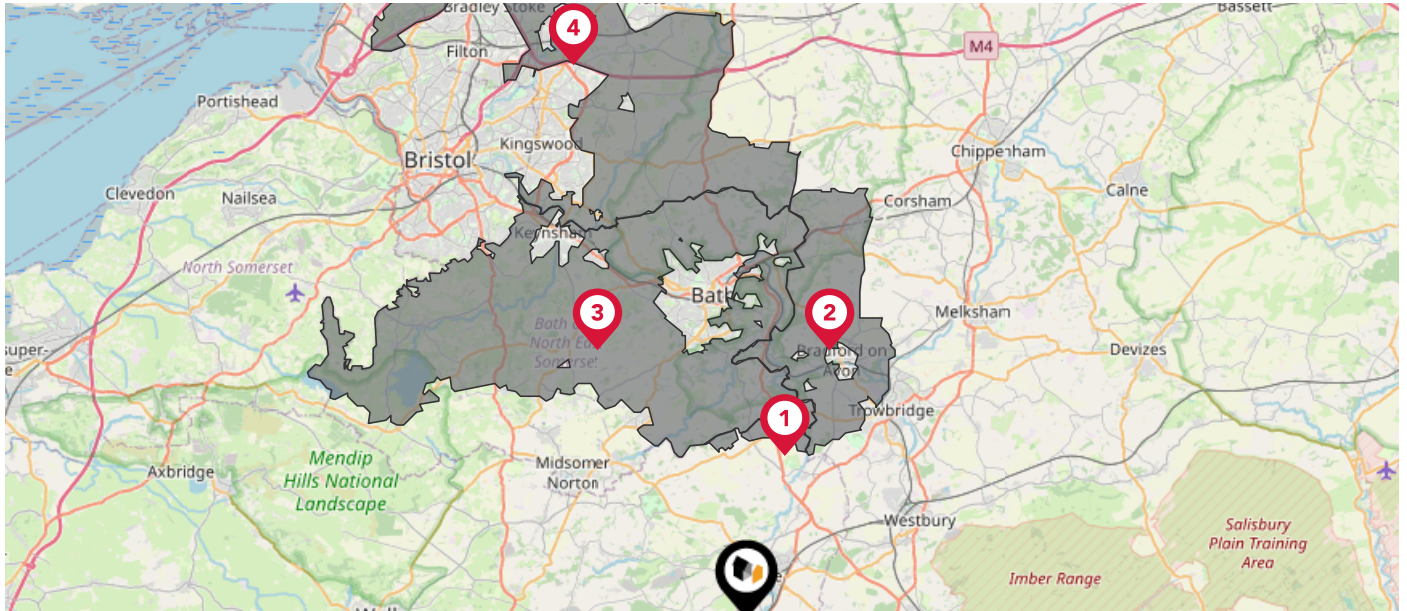 Bradley Stoke
Bassett
4
M4
Filton
Portishead
Kingswood
Bristol
Chippenham
Clevedon
Nailsea
Calne
Corsham
Keynsham
North Somerset
Bath
3
2
Melksham
super-
Bath
North Ea
Somerset
Bradford on
Avon
Devizes
1
Trowbridge
Axbridge
Mendip
Hills National
Landscape
Midsomer
Norton
Westbury
Salisbury
Plain Training
Area
Imber Range